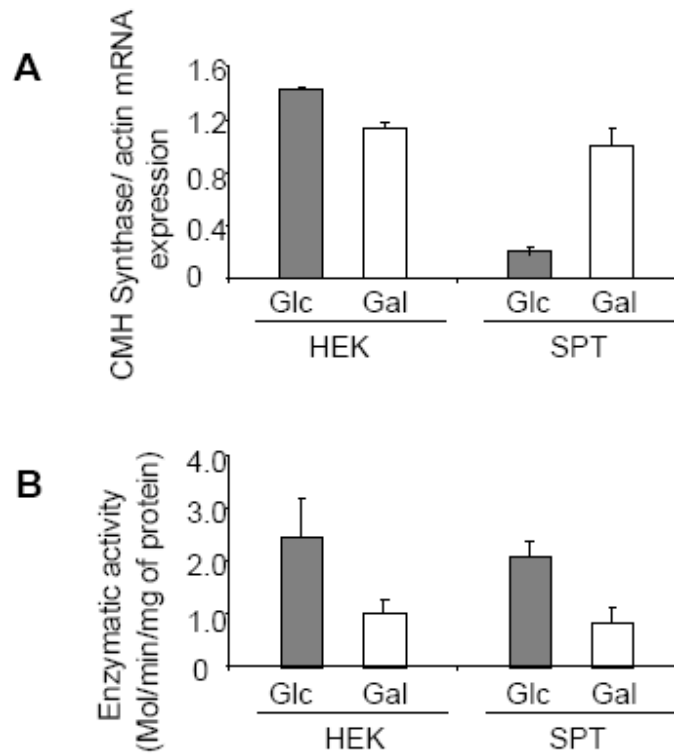 A
CMH Synthase/ actin mRNA
expression
1.6
1.2
0.8
0.4
0
Glc Gal Glc Gal
HEK SPT
B
Enzymatic activity
(Mol/min/mg of protein)
4.0
3.0
2.0
1.0
0
Glc Gal Glc Gal
HEK SPT